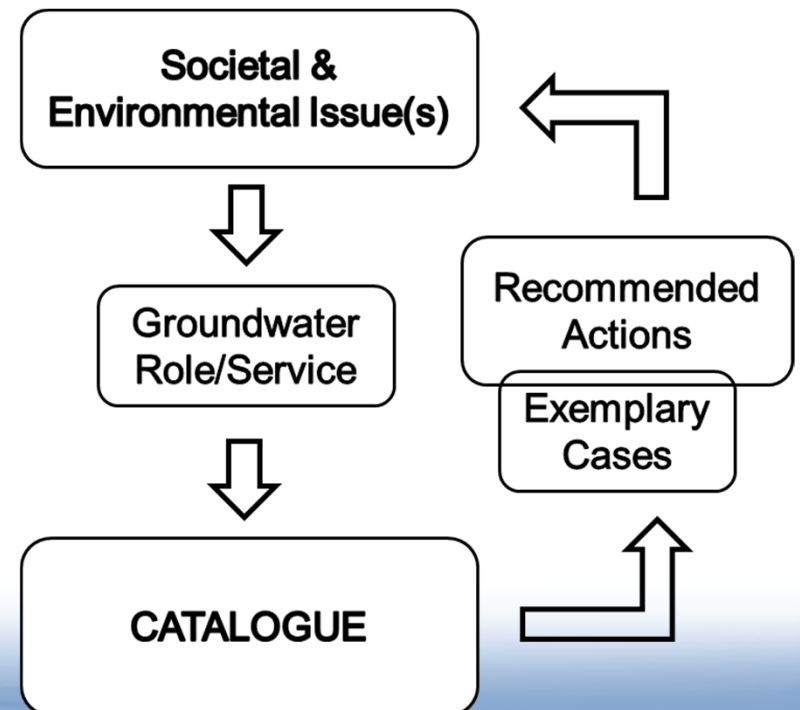 Societal &
Environmental Issue(s)
Groundwater
Role/Service
CATALOGUE
Recommended
Actions
Exemplary
Cases